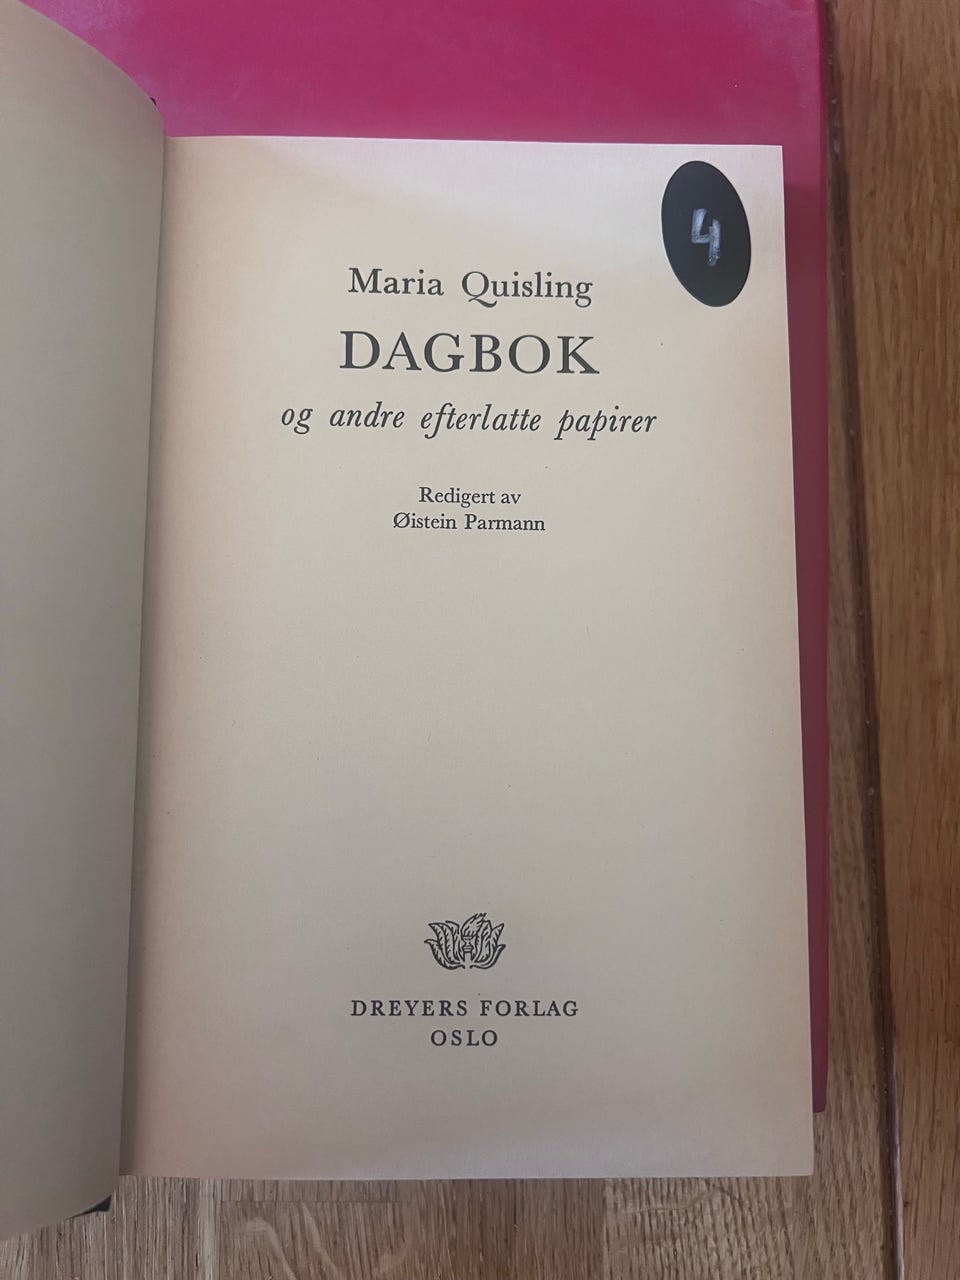 4
Maria Quisling
DAGBOK
og andre efterlatte papirer
Redigert av
Øistein Parmann
DREYERS FORLAG
OSLO